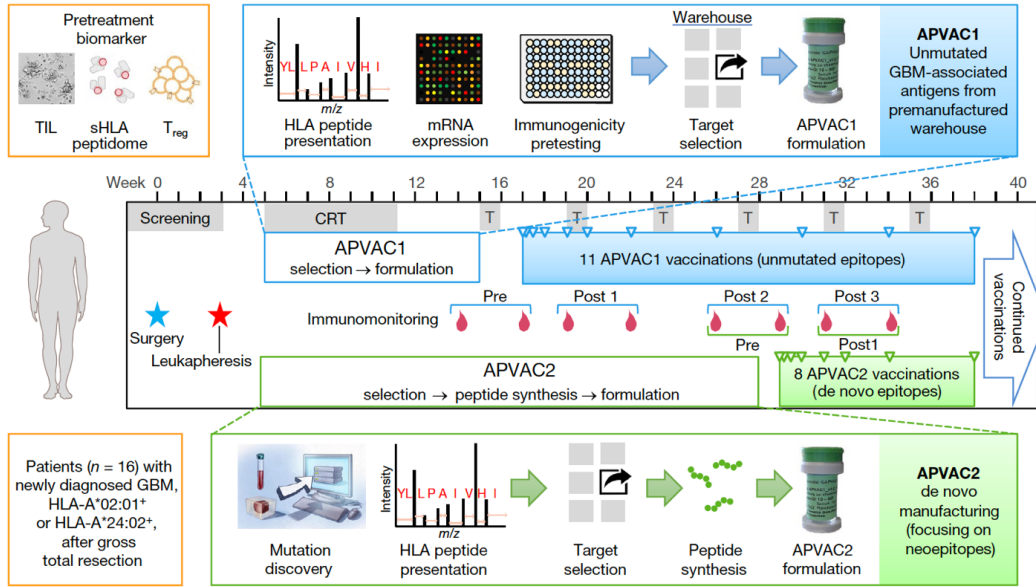 Pretreatment
biomarker
TIL
sHLA
peptidome
Treg
Intensity
YLLPAIVHI
m/z
HLA peptide
presentation
mRNA
expression
Immunogenicity
pretesting
Warehouse
Target
selection
APVAC1
formulation
APVAC1
Unmutated
GBM-associated
antigens from
premanufactured
warehouse
Week 0 4 8 12 16 20 24 28 32 36 40
Screening CRT T T T T T T
APVAC1
selection → formulation
11 APVAC1 vaccinations (unmutated epitopes)
Immunomonitoring
Pre Post 1 Post 2 Post 3
Pre Post1
Surgery
Leukapheresis
APVAC2
selection → peptide synthesis → formulation
8 APVAC2 vaccinations
(de novo epitopes)
Continued
vaccinations
Patients (n = 16) with
newly diagnosed GBM,
HLA-A*02:01+
or HLA-A*24:02+,
after gross
total resection
Mutation
discovery
Intensity
YLLPAIVHI
m/z
HLA peptide
presentation
Target
selection
Peptide
synthesis
APVAC2
formulation
APVAC2
de novo
manufacturing
(focusing on
neoepitopes)